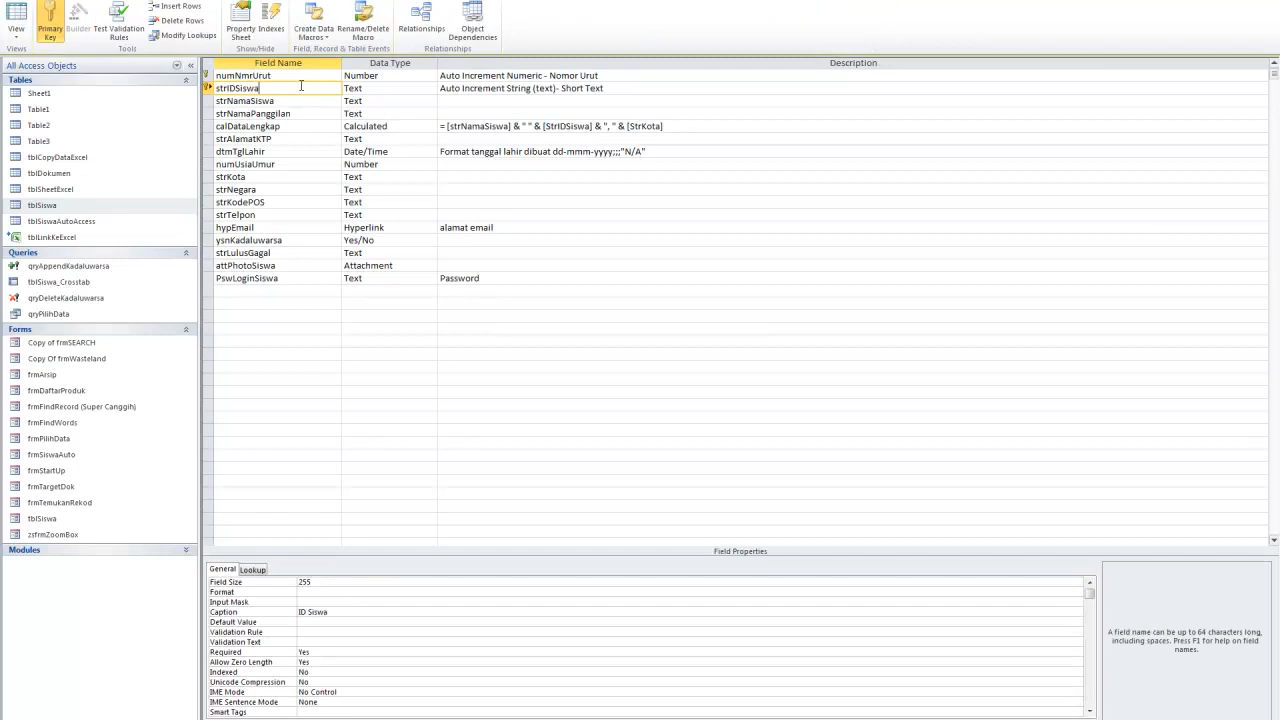 Insert Rows
Delete Rows
Modify Lookups
View
Primary Key
Builder
Test Validation Rules
Property Sheet
Indexes
Create Data Macros
Rename/Delete Macro
Relationships
Object Dependencies
Views
Tools
Show/Hide
Field, Record & Table Events
Relationships
All Access Objects
Tables
Sheet1
Table1
Table2
Table3
tblCopyDataExcel
tblDokumen
tblSheetExcel
tblSiswa
tblSiswaAutoAccess
tblLinkKeExcel
Queries
qryAppendKadaluwarsa
tblSiswa_Crosstab
qryDeleteKadaluwarsa
qryPilihData
Forms
Copy of frmSEARCH
Copy Of frmWasteland
frmArsip
frmDaftarProduk
frmFindRecord (Super Canggih)
frmFindWords
frmPilihData
frmSiswaAuto
frmStartUp
frmTargetDok
frmTemukanRekod
tblSiswa
zsfrmZoomBox
Modules
Field Name Data Type Description
numNmrUrut Number Auto Increment Numeric - Nomor Urut
strIDSiswa Text Auto Increment String (text)- Short Text
strNamaSiswa Text
strNamaPanggilan Text
calDataLengkap Calculated = [strNamaSiswa] & " " & [StrIDSiswa] & ", " & [StrKota]
strAlamatKTP Text
dtmTglLahir Date/Time Format tanggal lahir dibuat dd-mmm-yyyy;;;"N/A"
numUsiaUmur Number
strKota Text
strNegara Text
strKodePOS Text
strTelpon Text
hypEmail Hyperlink alamat email
ysnKadaluwarsa Yes/No
strLulusGagal Text
attPhotoSiswa Attachment
PswLoginSiswa Text Password
Field Properties
General Lookup
Field Size 255
Format
Input Mask
Caption ID Siswa
Default Value
Validation Rule
Validation Text
Required Yes
Allow Zero Length Yes
Indexed No
Unicode Compression No
IME Mode No Control
IME Sentence Mode None
Smart Tags
A field name can be up to 64 characters long,
including spaces. Press F1 for help on field
names.